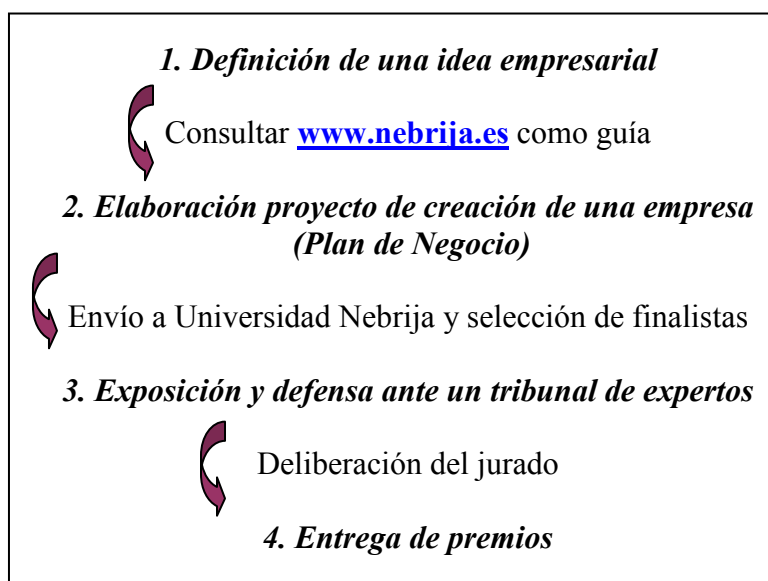 1. Definición de una idea empresarial
Consultar www.nebrija.es como guía
2. Elaboración proyecto de creación de una empresa
(Plan de Negocio)
Envío a Universidad Nebrija y selección de finalistas
3. Exposición y defensa ante un tribunal de expertos
Deliberación del jurado
4. Entrega de premios